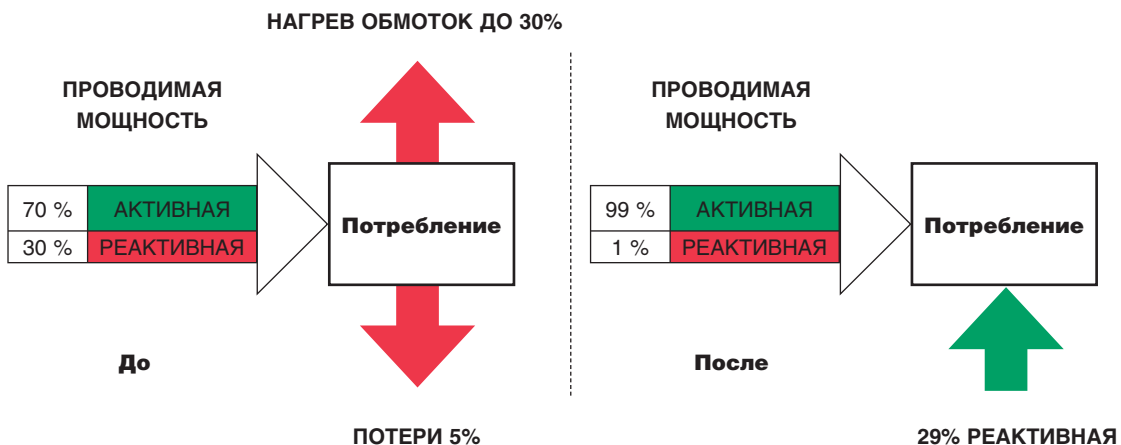 НАГРЕВ ОБМОТОК ДО 30%
ПРОВОДИМАЯ
МОЩНОСТЬ
70 % АКТИВНАЯ
30 % РЕАКТИВНАЯ
Потребление
До
ПОТЕРИ 5%
ПРОВОДИМАЯ
МОЩНОСТЬ
99 % АКТИВНАЯ
1 % РЕАКТИВНАЯ
Потребление
После
29% РЕАКТИВНАЯ